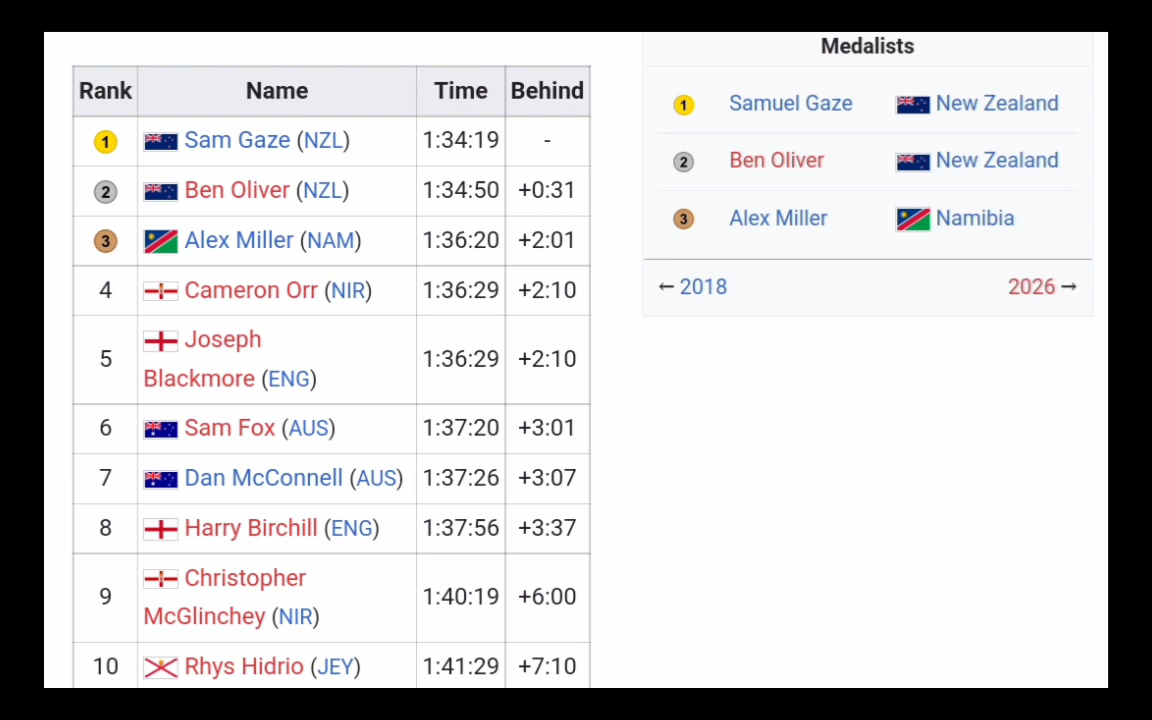 Rank Name Time Behind
1 Sam Gaze (NZL) 1:34:19 -
2 Ben Oliver (NZL) 1:34:50 +0:31
3 Alex Miller (NAM) 1:36:20 +2:01
4 Cameron Orr (NIR) 1:36:29 +2:10
5 Joseph
Blackmore (ENG) 1:36:29 +2:10
6 Sam Fox (AUS) 1:37:20 +3:01
7 Dan McConnell (AUS) 1:37:26 +3:07
8 Harry Birchill (ENG) 1:37:56 +3:37
9 Christopher
McGlinchey (NIR) 1:40:19 +6:00
10 Rhys Hidrio (JEY) 1:41:29 +7:10
Medalists
1 Samuel Gaze New Zealand
2 Ben Oliver New Zealand
3 Alex Miller Namibia
← 2018 2026 →